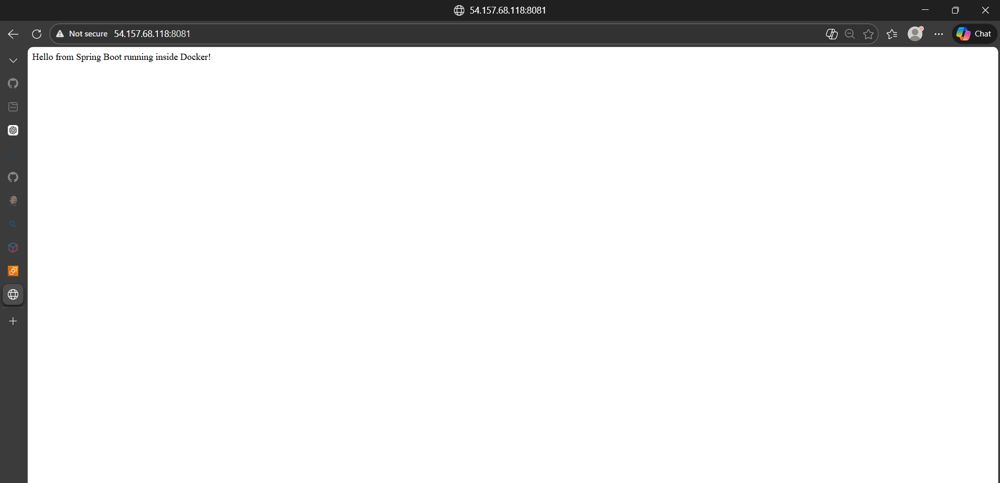 54.157.68.118:8081
Not secure 54.157.68.118:8081
Chat
Hello from Spring Boot running inside Docker!